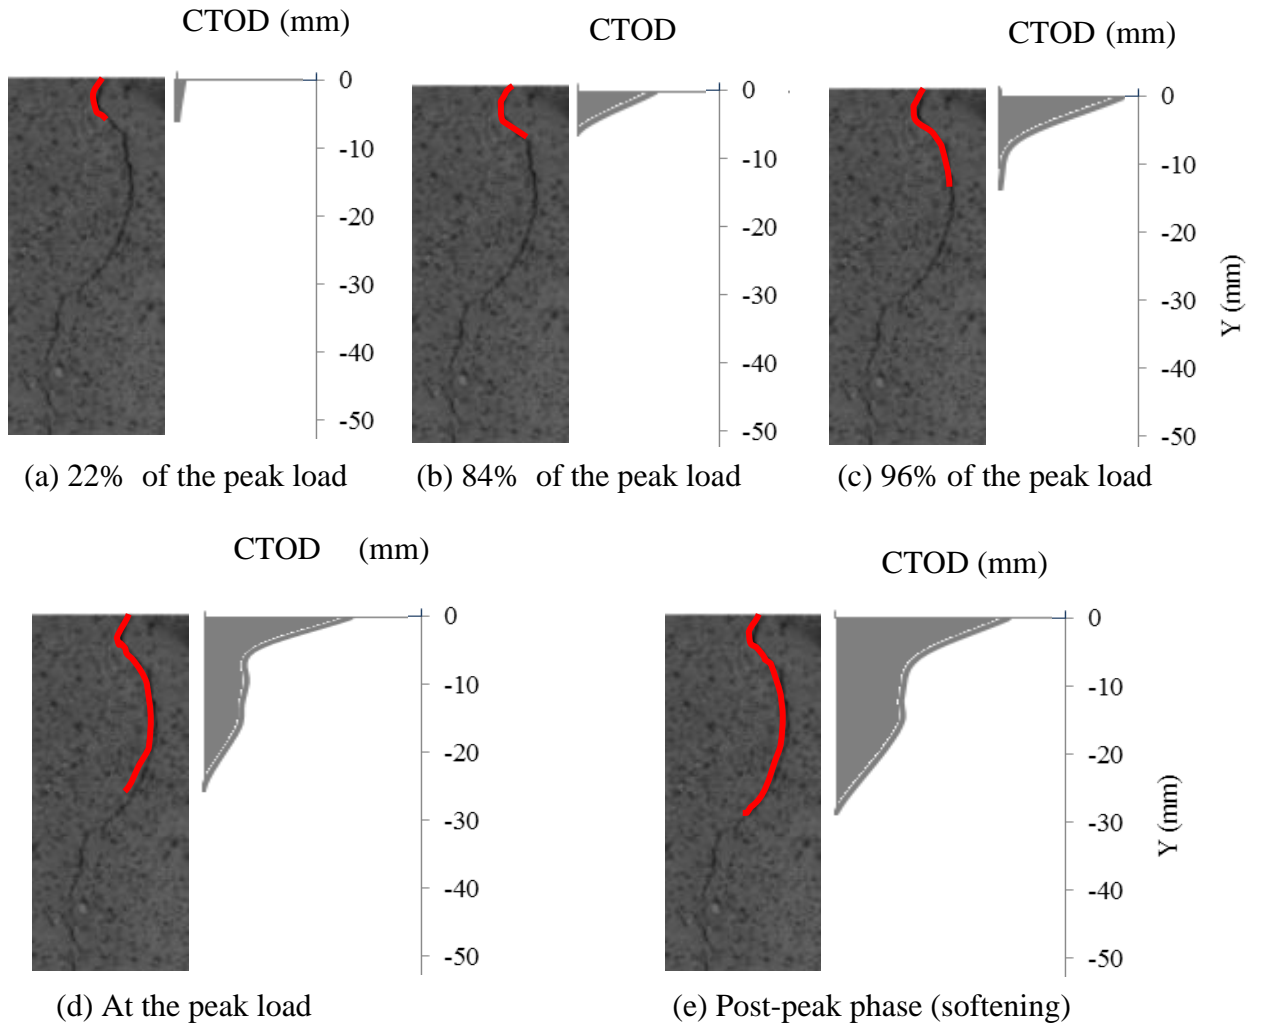 CTOD (mm)
0
-10
-20
-30
-40
-50
(a) 22% of the peak load
CTOD
0
-10
-20
-30
-40
-50
(b) 84% of the peak load
CTOD (mm)
0
-10
-20
-30
-40
-50
Y (mm)
(c) 96% of the peak load
CTOD (mm)
0
-10
-20
-30
-40
-50
(d) At the peak load
CTOD (mm)
0
-10
-20
-30
-40
-50
Y (mm)
(e) Post-peak phase (softening)